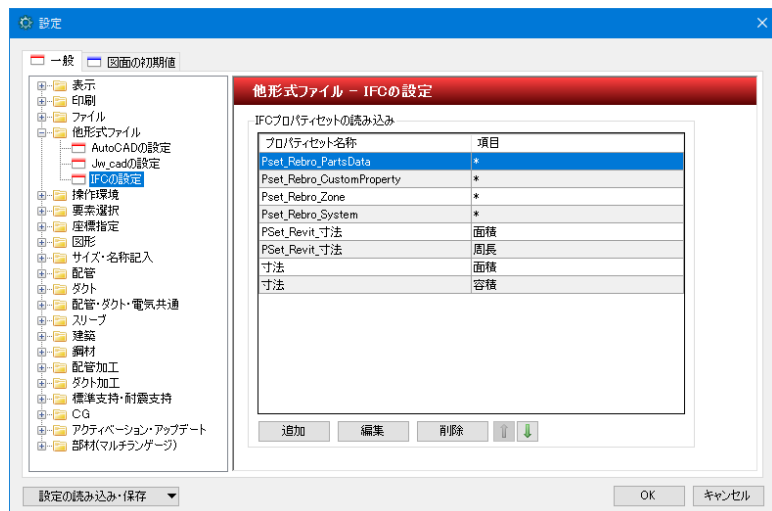 設定
一般
図面の初期値
表示
印刷
ファイル
他形式ファイル
AutoCADの設定
Jw_cadの設定
IFCの設定
操作環境
要素選択
座標指定
図形
サイズ・名称記入
配管
ダクト
配管・ダクト・電気共通
スリーブ
建築
鋼材
配管加工
ダクト加工
標準支持・耐震支持
CG
アクティベーション・アップデート
部材(マルチランゲージ)
他形式ファイル - IFCの設定
IFCプロパティセットの読み込み
プロパティセット名称 項目
Pset_Rebro_PartsData *
Pset_Rebro_CustomProperty *
Pset_Rebro_Zone *
Pset_Rebro_System *
PSet_Revit_寸法 面積
PSet_Revit_寸法 周長
寸法 面積
寸法 容積
追加 編集 削除
設定の読み込み・保存
OK キャンセル